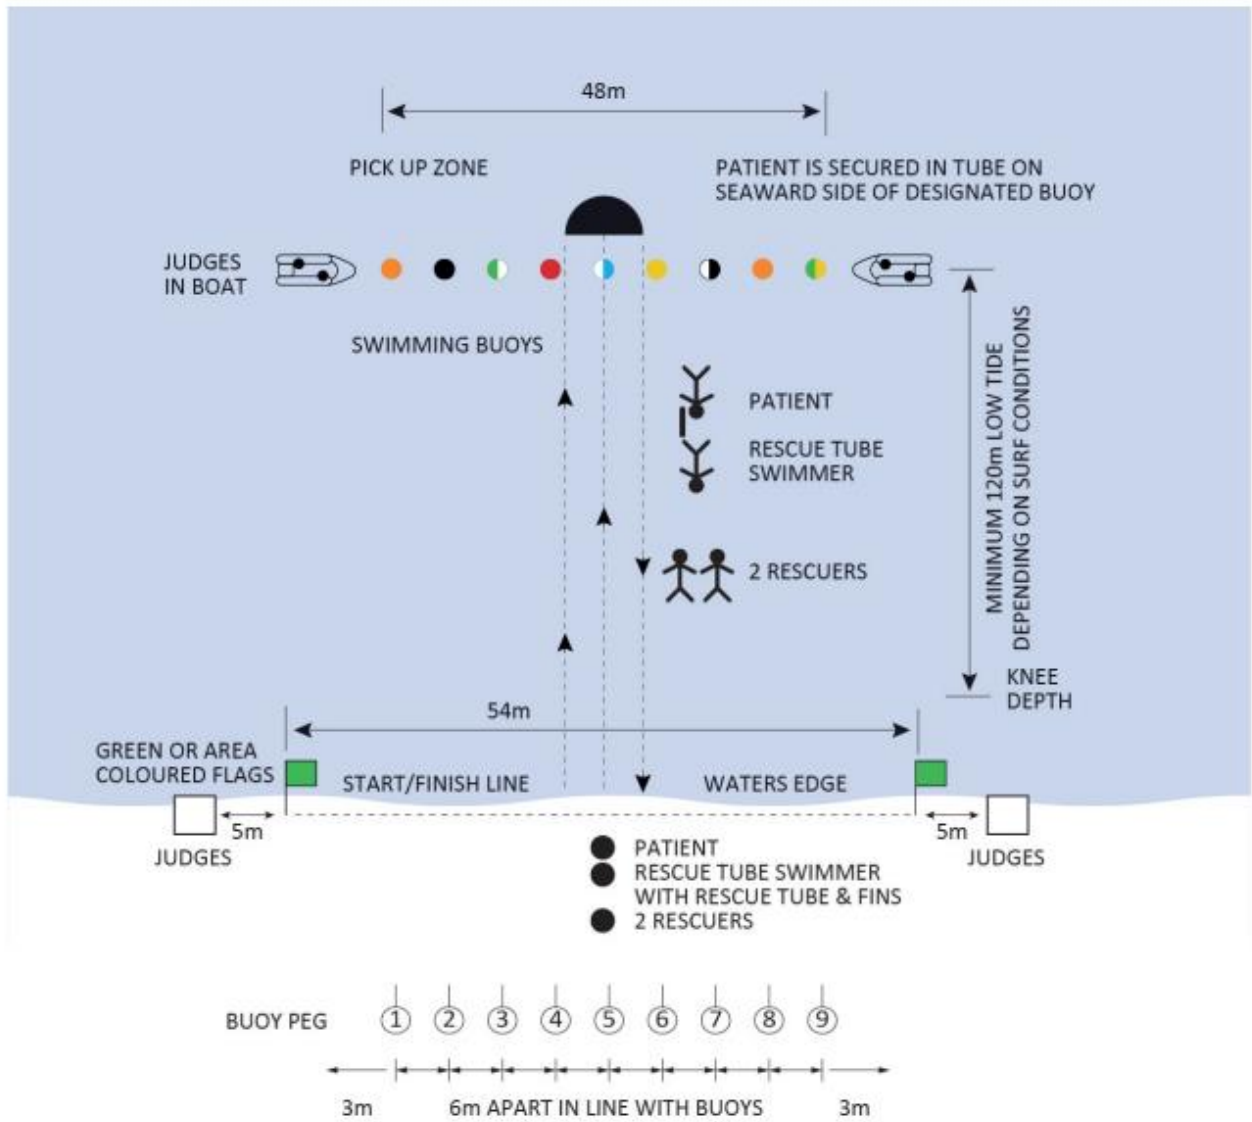 48m
PICK UP ZONE
PATIENT IS SECURED IN TUBE ON
SEAWARD SIDE OF DESIGNATED BUOY
JUDGES
IN BOAT
SWIMMING BUOYS
PATIENT
RESCUE TUBE
SWIMMER
2 RESCUERS
MINIMUM 120m LOW TIDE
DEPENDING ON SURF CONDITIONS
KNEE
DEPTH
54m
GREEN OR AREA
COLOURED FLAGS
START/FINISH LINE
WATERS EDGE
5m
5m
JUDGES
JUDGES
PATIENT
RESCUE TUBE SWIMMER
WITH RESCUE TUBE & FINS
2 RESCUERS
BUOY PEG 1 2 3 4 5 6 7 8 9
3m 6m APART IN LINE WITH BUOYS 3m